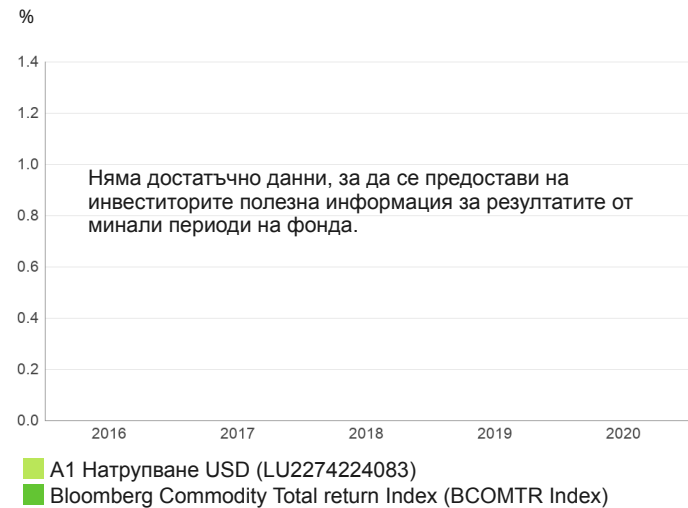 %
1.4
1.2
1.0
Няма достатъчно данни, за да се предостави на
инвеститорите полезна информация за резултатите от
0.8
минали периоди на фонда.
0.6
0.4
0.2
0.0
2016 2017 2018 2019 2020
A1 Натрупване USD (LU2274224083)
Bloomberg Commodity Total return Index (BCOMTR Index)